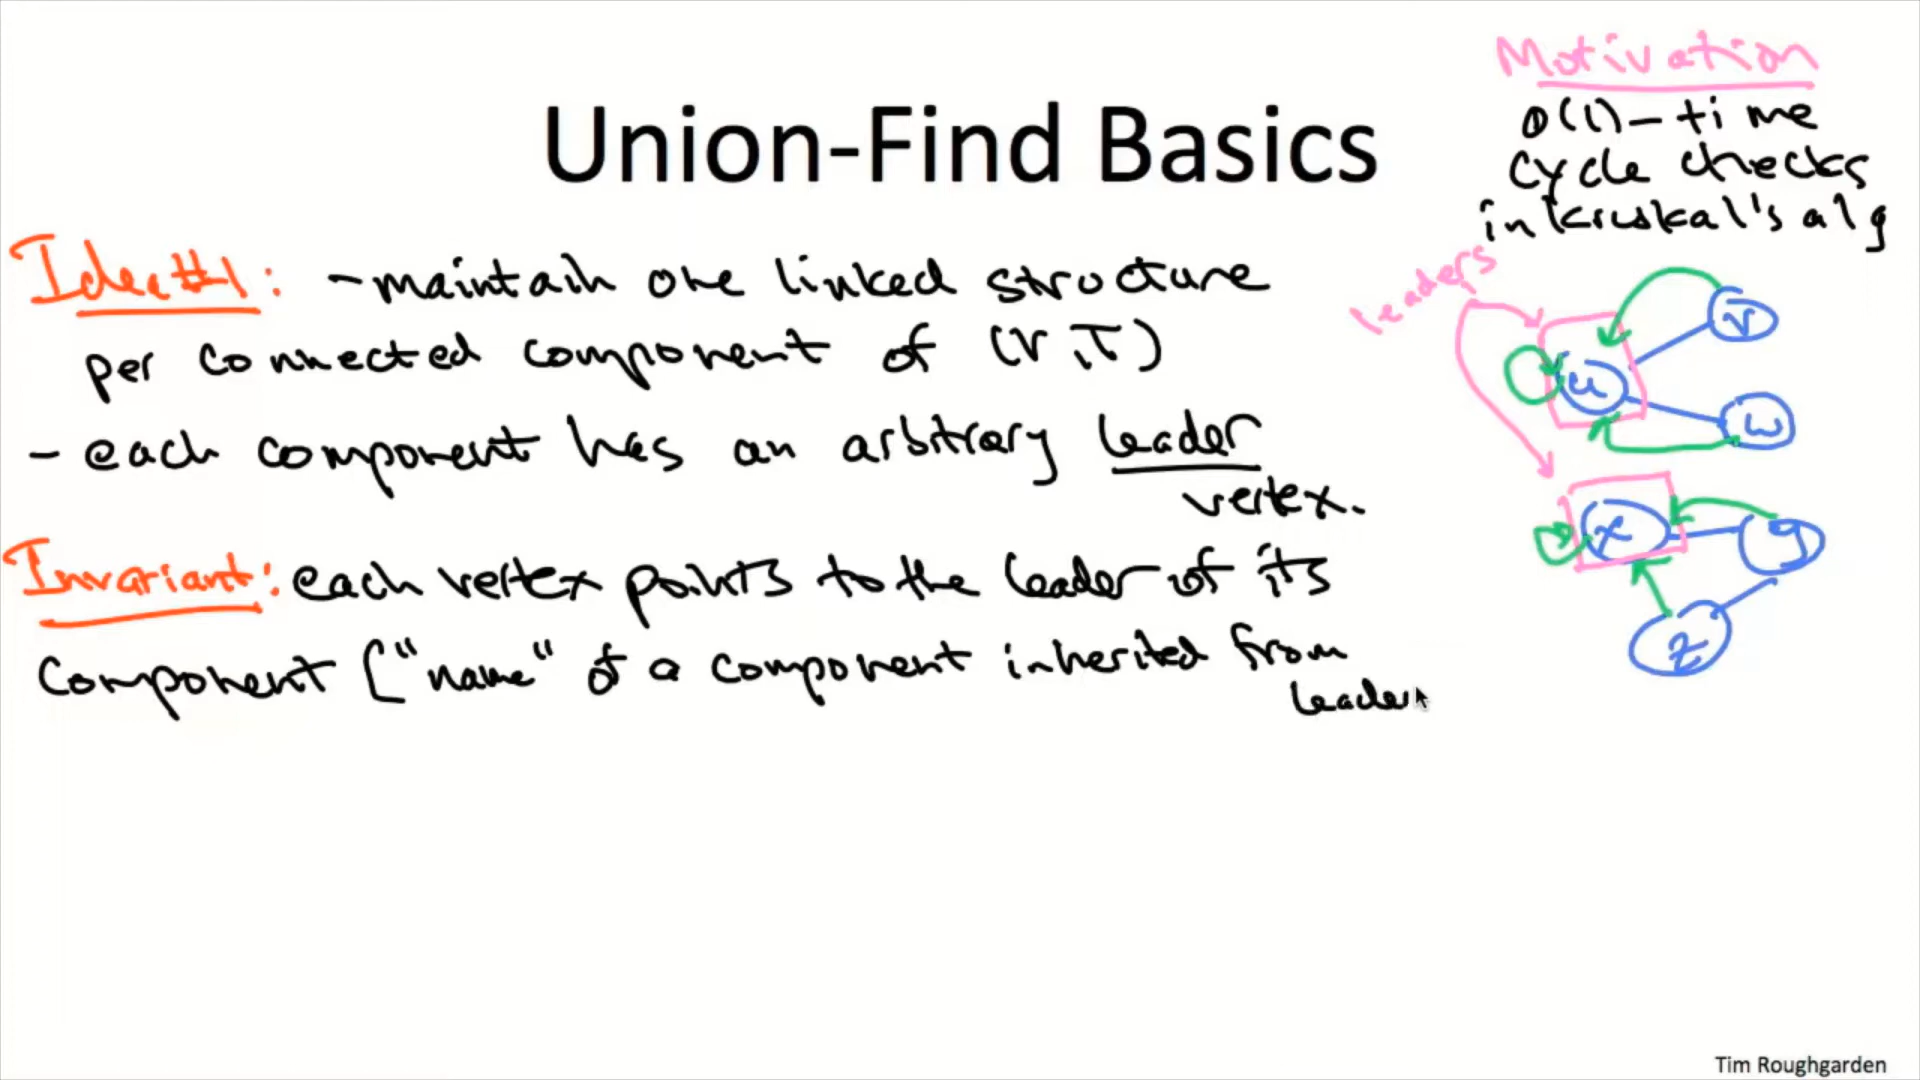 Motivation
O(1)-time
cycle checks
in Kruskal's alg
Union-Find Basics
Idea #1: - maintain one linked structure
per connected component of (V,T)
- each component has an arbitrary leader
vertex.
Invariant: each vertex points to the leader of its
component ["name" of a component inherited from
leader
leaders
v
u
w
x
y
z
Tim Roughgarden